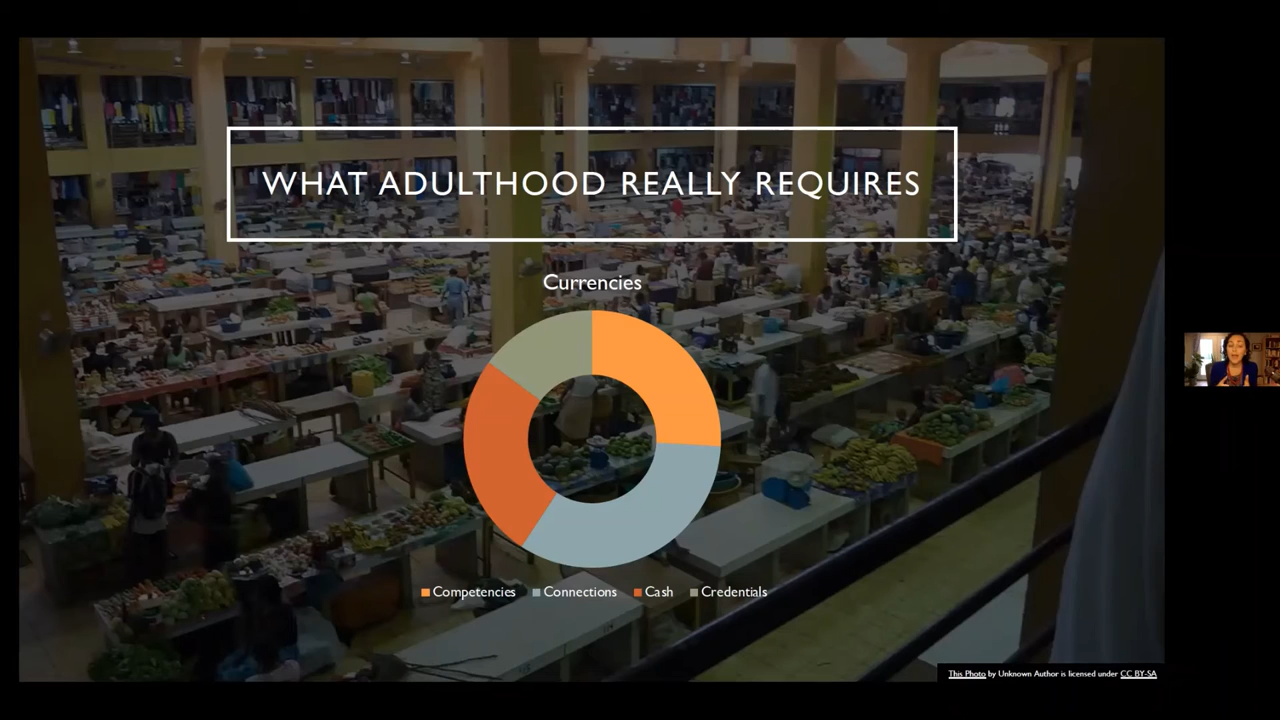 WHAT ADULTHOOD REALLY REQUIRES
Currencies
Competencies Connections Cash Credentials
This Photo by Unknown Author is licensed under CC BY-SA